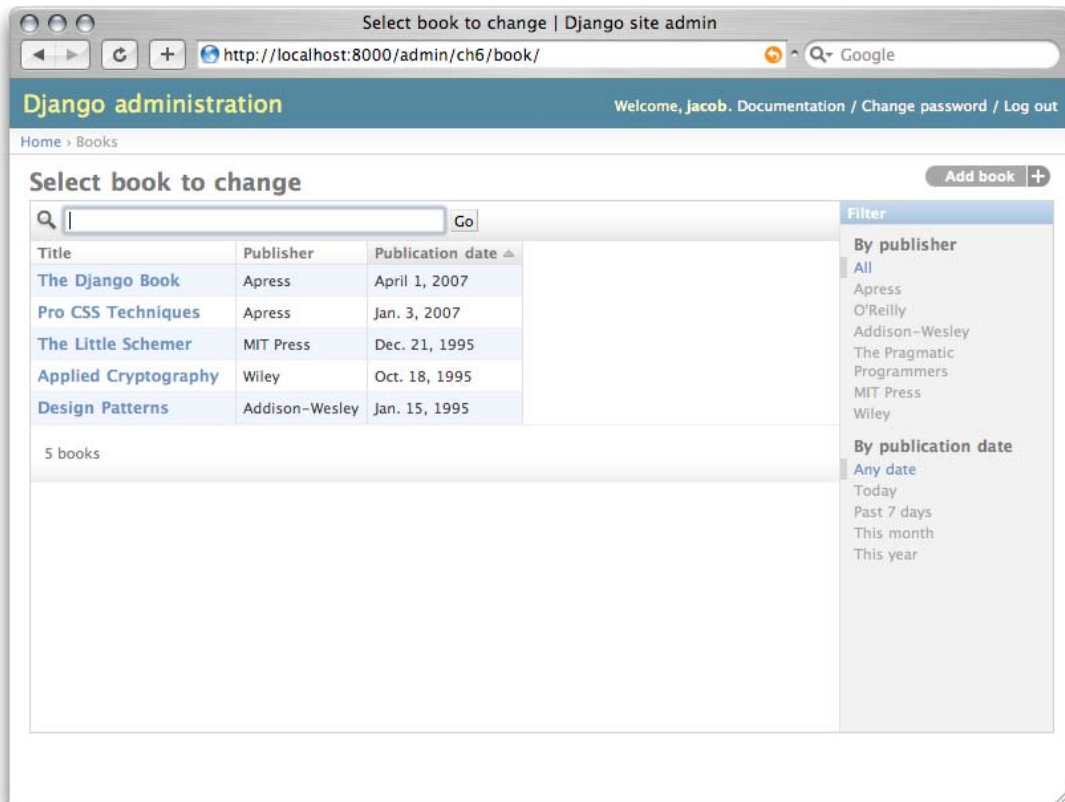 Select book to change | Django site admin
http://localhost:8000/admin/ch6/book/
Google
Django administration
Welcome, jacob. Documentation / Change password / Log out
Home › Books
Select book to change
Add book
Go
Title Publisher Publication date
The Django Book Apress April 1, 2007
Pro CSS Techniques Apress Jan. 3, 2007
The Little Schemer MIT Press Dec. 21, 1995
Applied Cryptography Wiley Oct. 18, 1995
Design Patterns Addison-Wesley Jan. 15, 1995
5 books
Filter
By publisher
All
Apress
O'Reilly
Addison-Wesley
The Pragmatic
Programmers
MIT Press
Wiley
By publication date
Any date
Today
Past 7 days
This month
This year